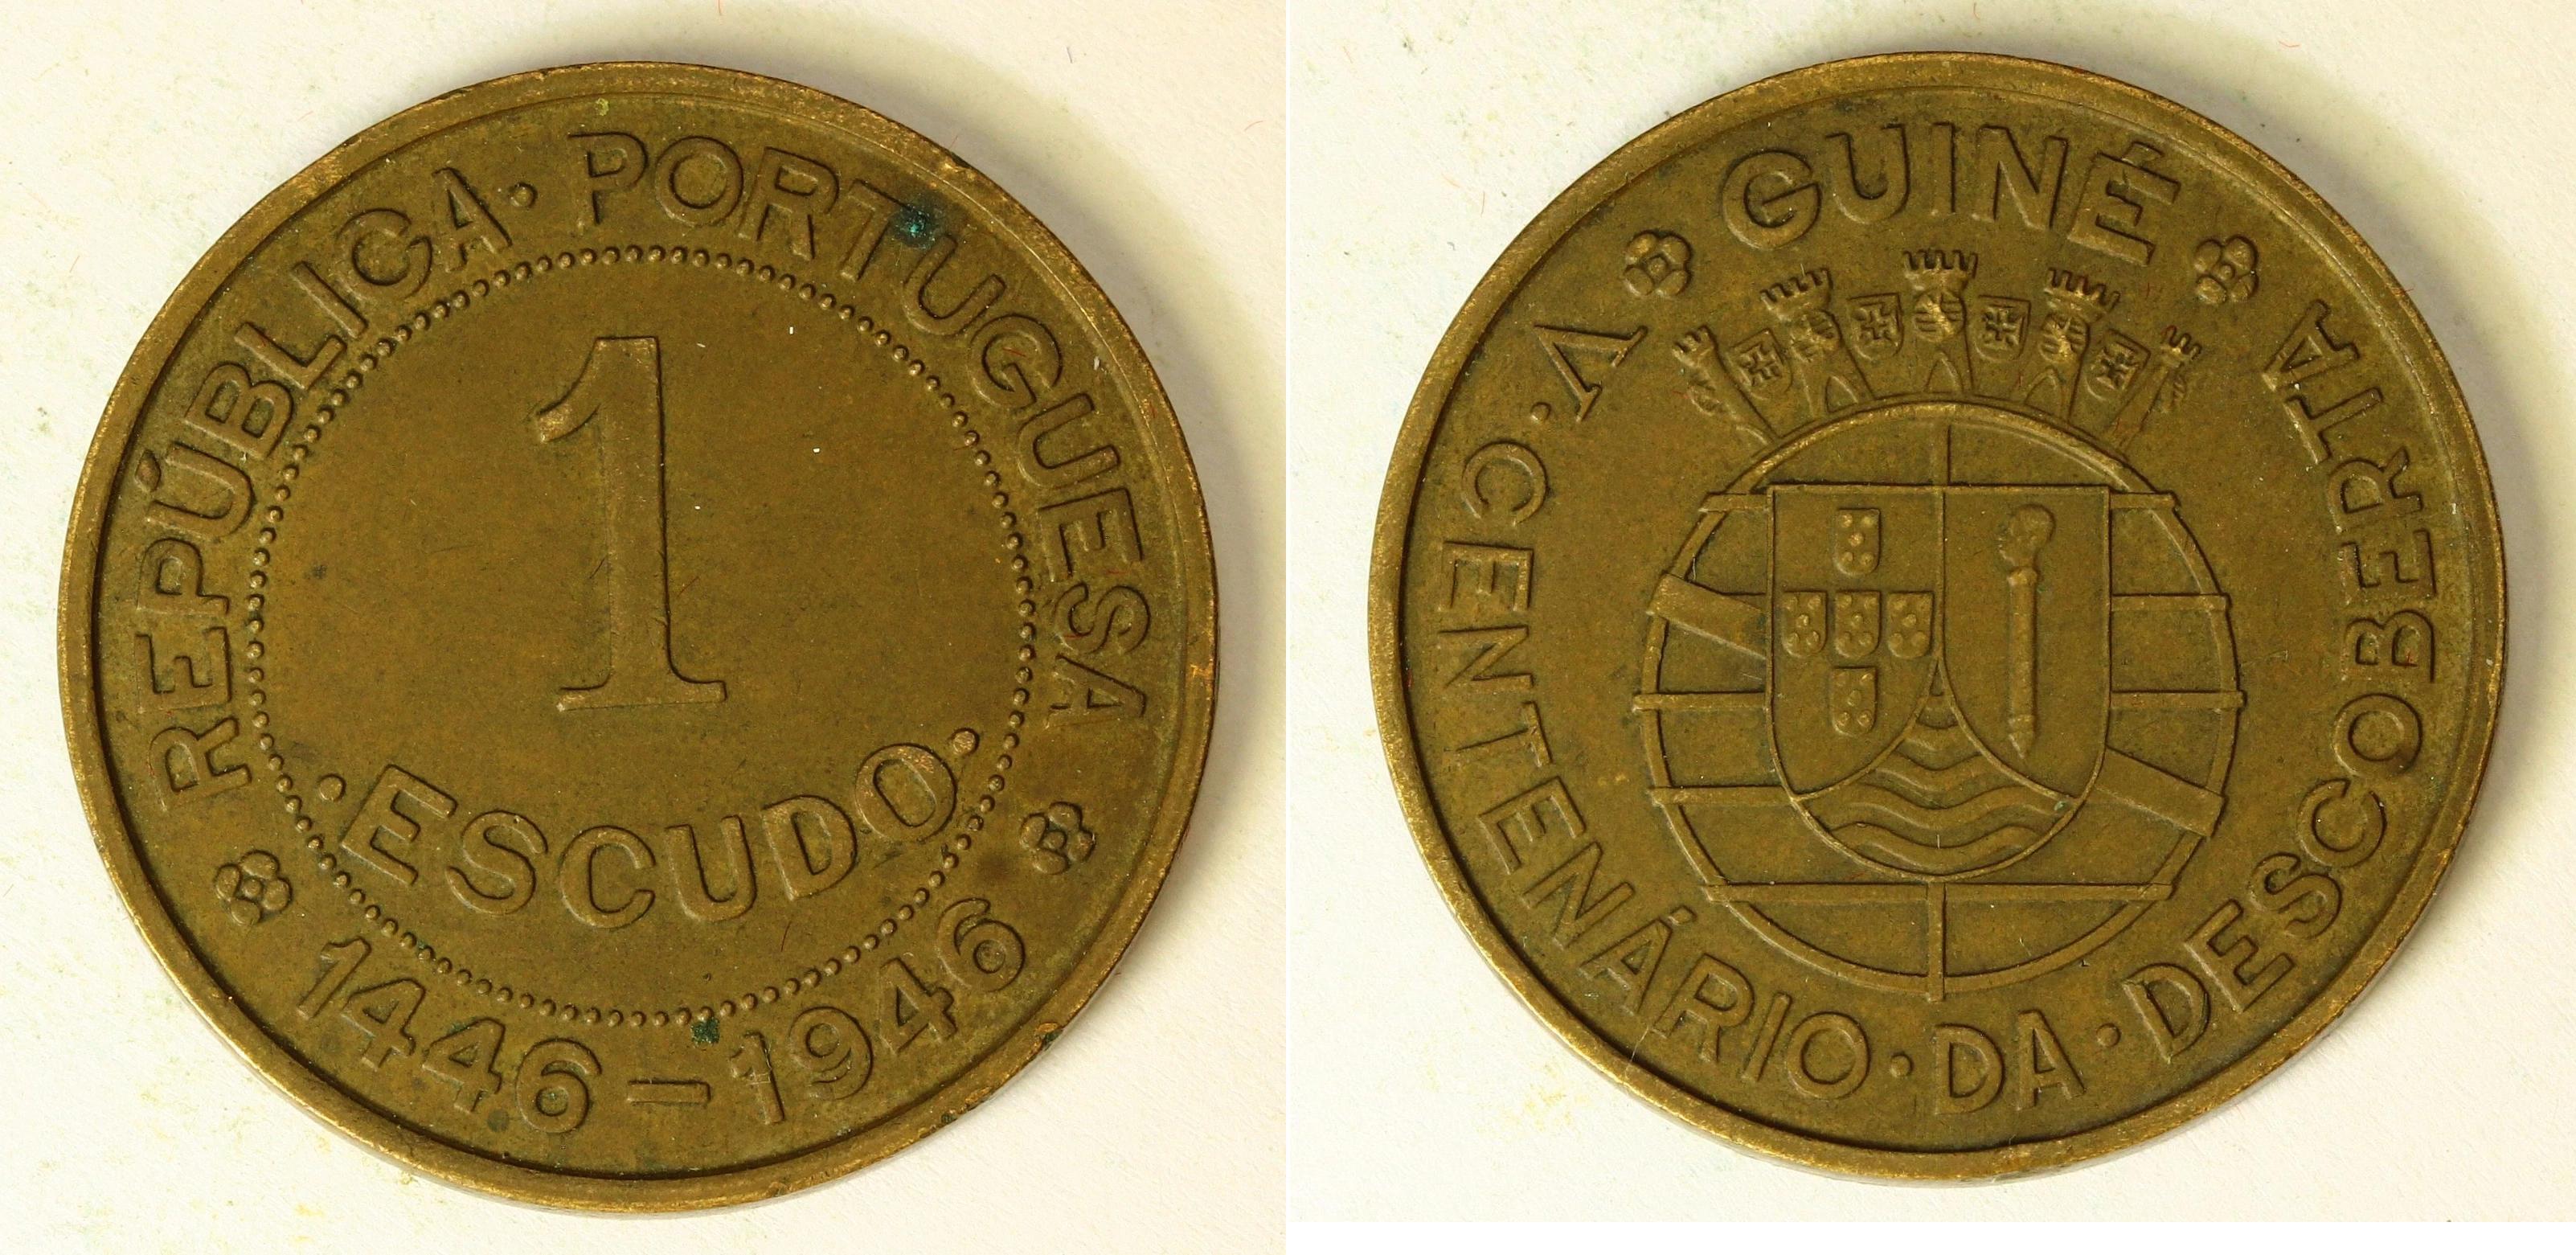 REPÚBLICA · PORTUGUESA
1
· ESCUDO ·
1446-1946
GUINÉ
V · CENTENÁRIO · DA · DESCOBERTA